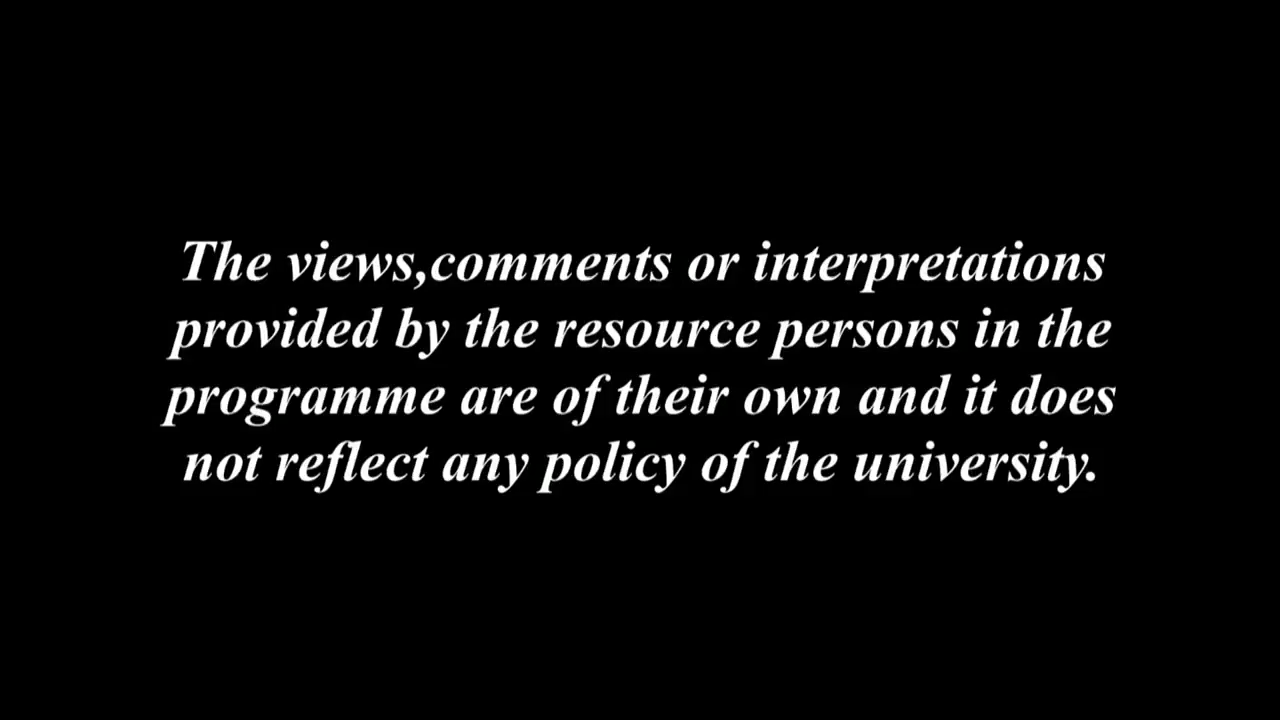 The views,comments or interpretations
provided by the resource persons in the
programme are of their own and it does
not reflect any policy of the university.